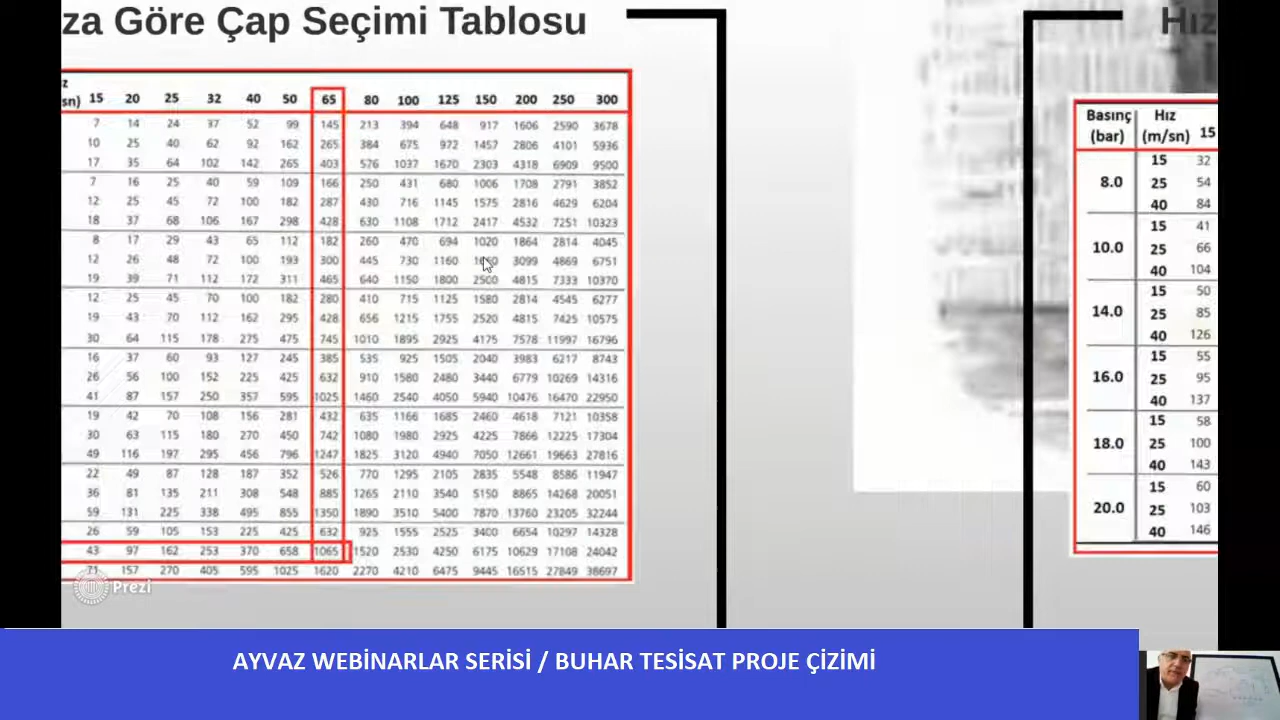 za Göre Çap Seçimi Tablosu
Hız
z
sn) 15 20 25 32 40 50 65 80 100 125 150 200 250 300
7 14 24 37 52 99 145 213 394 648 917 1606 2590 3678
10 25 40 62 92 162 265 384 675 972 1457 2806 4101 5936
17 35 64 102 142 265 403 576 1037 1670 2303 4318 6909 9500
7 16 25 40 59 109 166 250 431 680 1006 1708 2791 3852
12 25 45 72 100 182 287 430 716 1145 1575 2816 4629 6204
18 37 68 106 167 298 428 630 1108 1712 2417 4532 7251 10323
8 17 29 43 65 112 182 260 470 694 1020 1864 2814 4045
12 26 48 72 100 193 300 445 730 1160 3099 4869 6751
19 39 71 112 172 311 465 640 1150 1800 2500 4815 7333 10370
12 25 45 70 100 182 280 410 715 1125 1580 2814 4545 6277
19 43 70 112 162 295 428 656 1215 1755 2520 4815 7425 10575
30 64 115 178 275 475 745 1010 1895 2925 4175 7578 11997 16796
16 37 60 93 127 245 385 535 925 1505 2040 3983 6217 8743
26 56 100 152 225 425 632 910 1580 2480 3440 6779 10269 14316
41 87 157 250 357 595 1025 1460 2540 4050 5940 10476 16470 22950
19 42 70 108 156 281 432 635 1166 1685 2460 4618 7121 10358
30 63 115 180 270 450 742 1080 1980 2925 4225 7866 12225 17304
49 116 197 295 456 796 1247 1825 3120 4940 7050 12661 19663 27816
22 49 87 128 187 352 526 770 1295 2105 2835 5548 8586 11947
36 81 135 211 308 548 885 1265 2110 3540 5150 8865 14268 20051
59 131 225 338 495 855 1350 1890 3510 5400 7870 13760 23205 32244
26 59 105 153 225 425 632 925 1555 2525 3400 6654 10297 14328
43 97 162 253 370 658 1065 1520 2530 4250 6175 10629 17108 24042
71 157 270 405 595 1025 1620 2270 4210 6475 9445 16515 27849 38697
Prezi
Basınç Hız
(bar) (m/sn) 15
15 32
8.0 25 54
40 84
15 41
10.0 25 66
40 104
15 50
14.0 25 85
40 126
15 55
16.0 25 95
40 137
15 58
18.0 25 100
40 143
15 60
20.0 25 103
40 146
AYVAZ WEBİNARLAR SERİSİ / BUHAR TESİSAT PROJE ÇİZİMİ